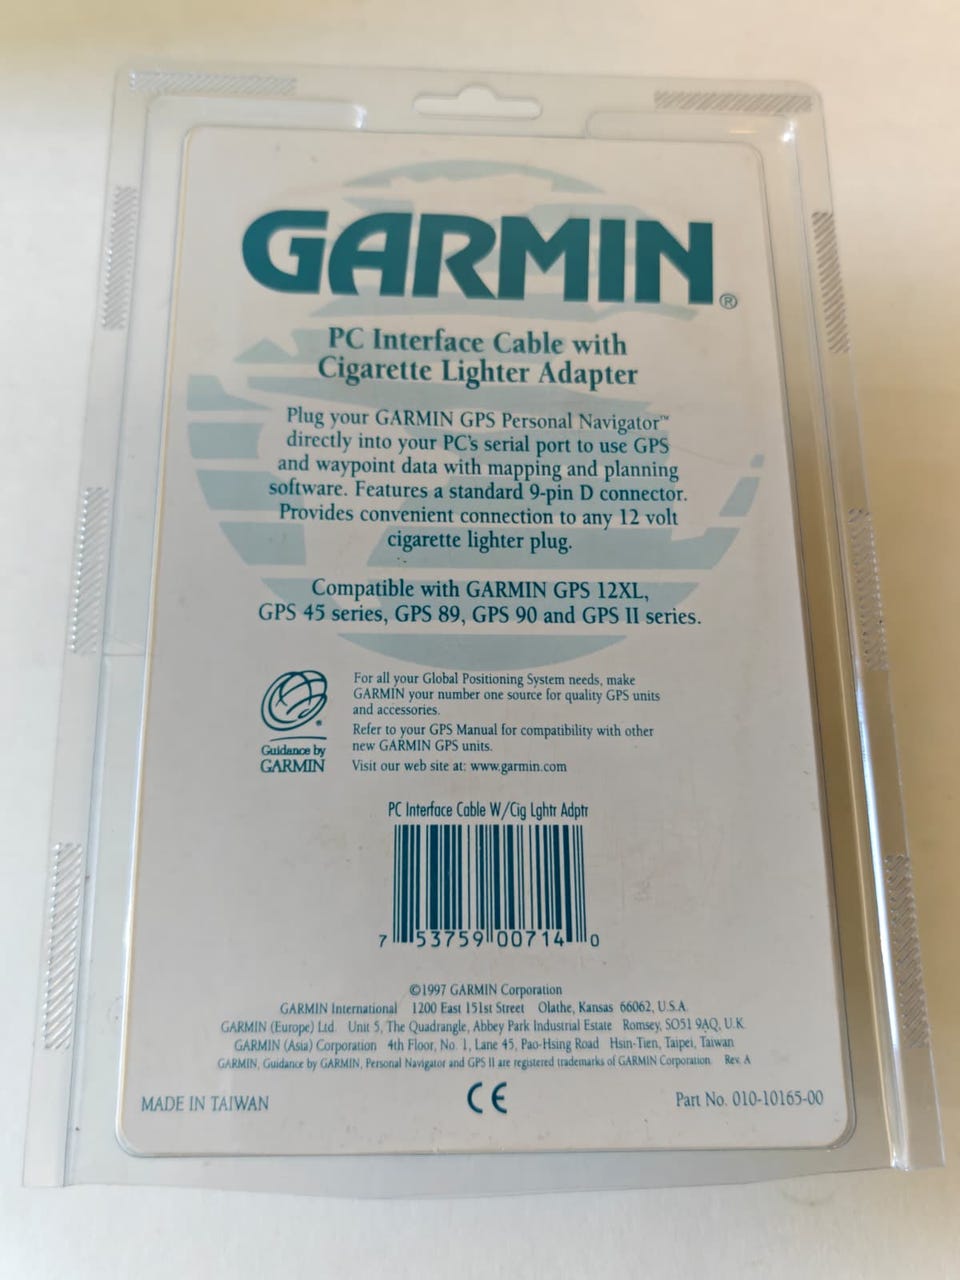 GARMIN®
PC Interface Cable with
Cigarette Lighter Adapter
Plug your GARMIN GPS Personal Navigator™
directly into your PC's serial port to use GPS
and waypoint data with mapping and planning
software. Features a standard 9-pin D connector.
Provides convenient connection to any 12 volt
cigarette lighter plug.
Compatible with GARMIN GPS 12XL,
GPS 45 series, GPS 89, GPS 90 and GPS II series.
For all your Global Positioning System needs, make
GARMIN your number one source for quality GPS units
and accessories.
Refer to your GPS Manual for compatibility with other
new GARMIN GPS units.
Visit our web site at: www.garmin.com
®
Guidance by
GARMIN
PC Interface Cable W/Cig Lghtr Adptr
7 53759 00714 0
©1997 GARMIN Corporation
GARMIN International 1200 East 151st Street Olathe, Kansas 66062, U.S.A.
GARMIN (Europe) Ltd. Unit 5, The Quadrangle, Abbey Park Industrial Estate Romsey, SO51 9AQ, U.K.
GARMIN (Asia) Corporation 4th Floor, No. 1, Lane 45, Pao-Hsing Road Hsin-Tien, Taipei, Taiwan
GARMIN, Guidance by GARMIN, Personal Navigator and GPS II are registered trademarks of GARMIN Corporation. Rev. A
MADE IN TAIWAN
CE
Part No. 010-10165-00